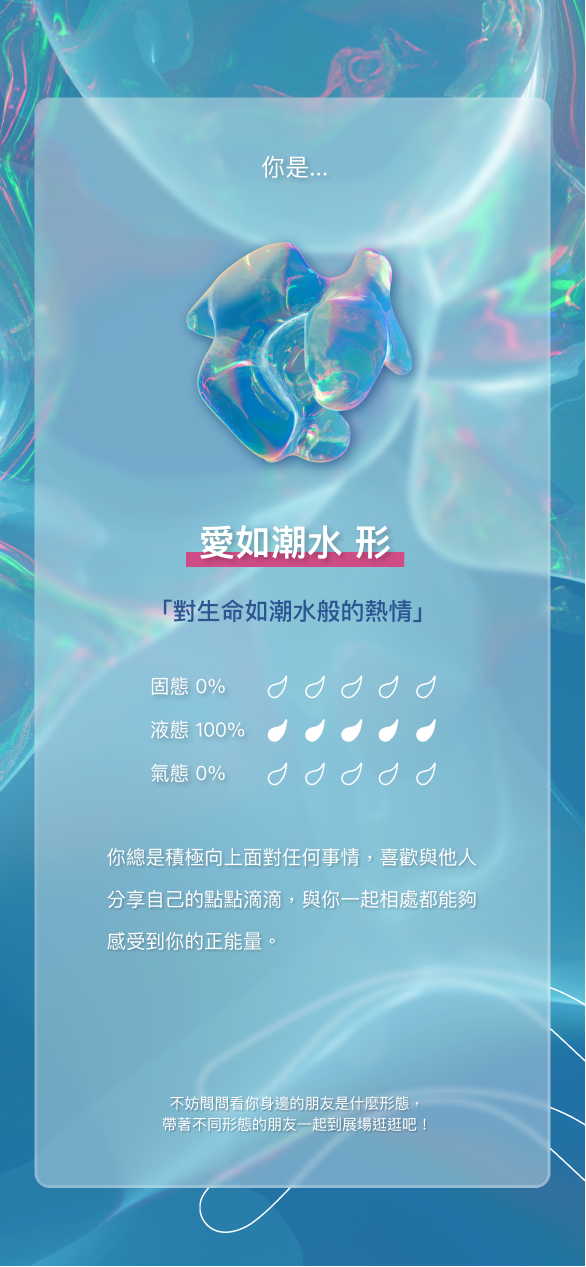 你是...
愛如潮水 形
「對生命如潮水般的熱情」
固態 0%
液態 100%
氣態 0%
你總是積極向上面對任何事情，喜歡與他人
分享自己的點點滴滴，與你一起相處都能夠
感受到你的正能量。
不妨問問看你身邊的朋友是什麼形態，
帶著不同形態的朋友一起到展場逛逛吧！